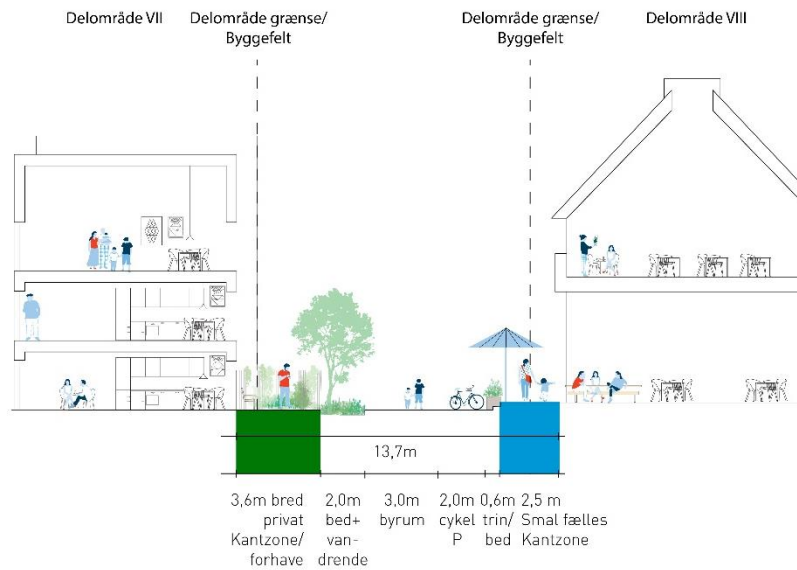 Delområde VII
Delområde grænse/
Byggefelt
Delområde grænse/
Byggefelt
Delområde VIII
13,7m
3,6m bred
privat
Kantzone/
forhave
2,0m
bed+
van-
drende
3,0m
byrum
2,0m
cykel
P
0,6m
trin/
bed
2,5 m
Smal fælles
Kantzone